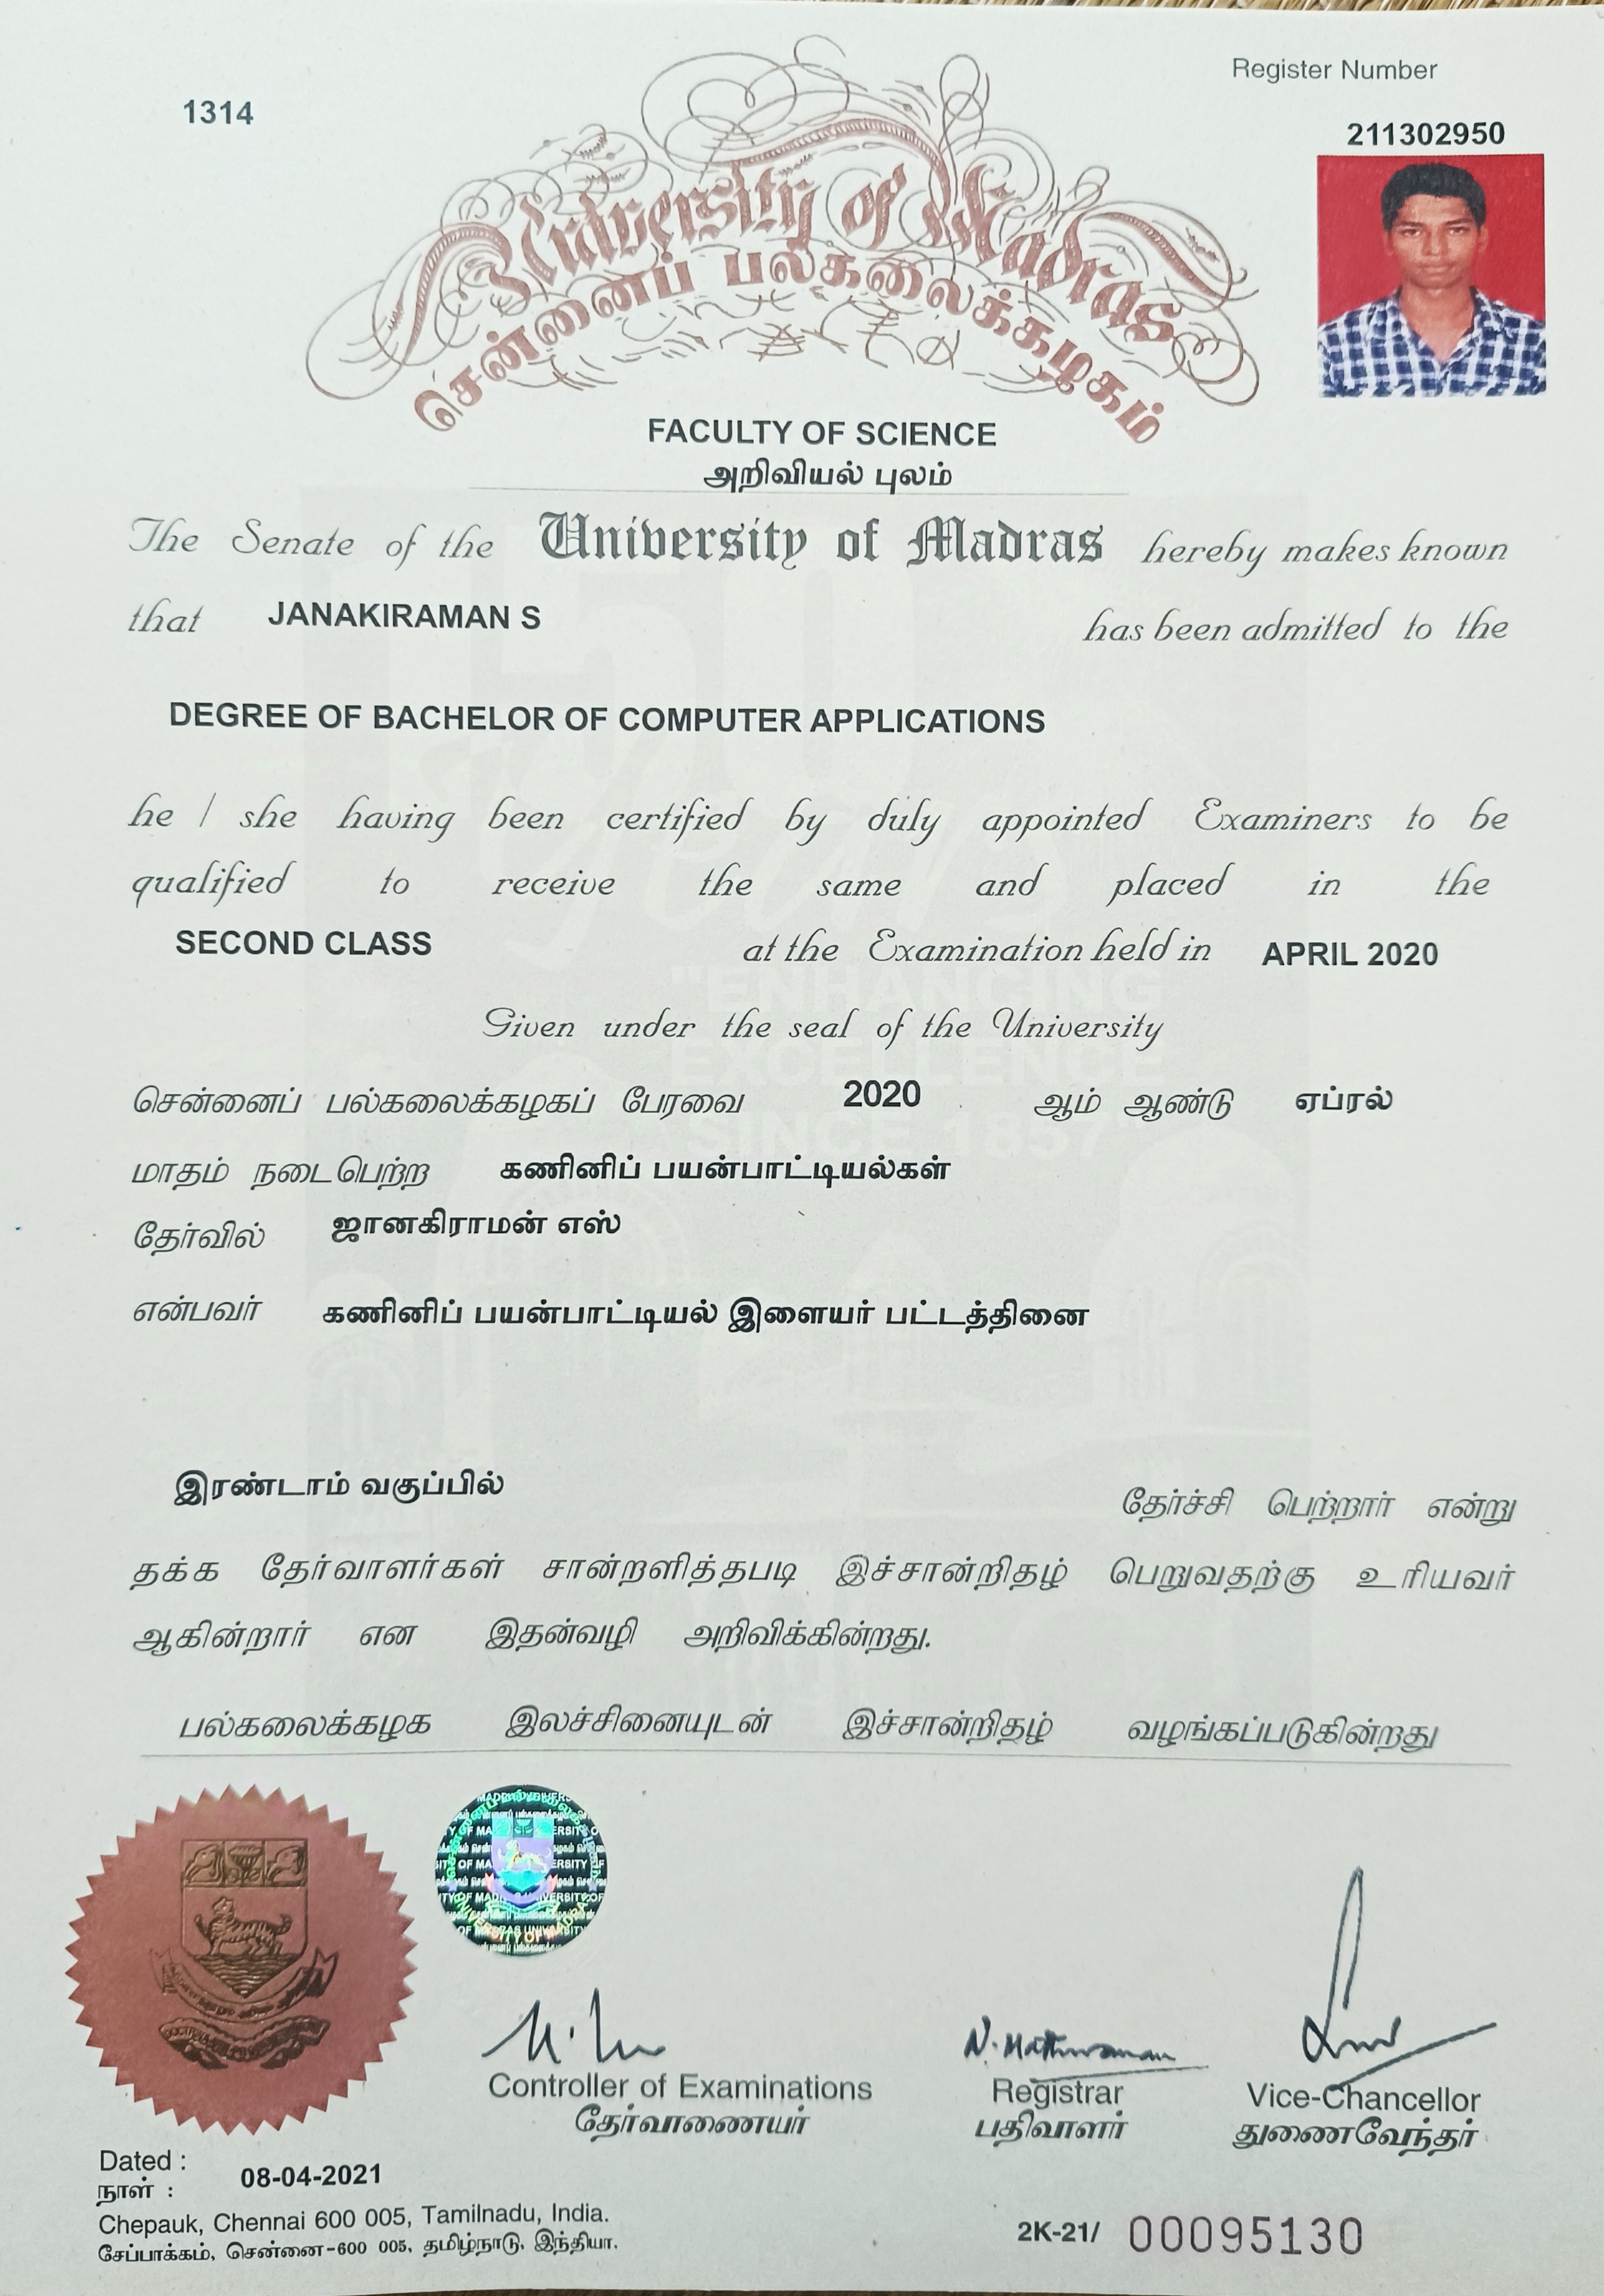 Register Number
1314
211302950
University of Madras
சென்னைப் பல்கலைக்கழகம்
FACULTY OF SCIENCE
அறிவியல் புலம்
The Senate of the University of Madras hereby makes known
that JANAKIRAMAN S has been admitted to the
DEGREE OF BACHELOR OF COMPUTER APPLICATIONS
he / she having been certified by duly appointed Examiners to be
qualified to receive the same and placed in the
SECOND CLASS at the Examination held in APRIL 2020
"ENHANCING
Given under the seal of the University
EXCELLENCE
சென்னைப் பல்கலைக்கழகப் பேரவை 2020 ஆம் ஆண்டு ஏப்ரல்
SINCE 1857"
மாதம் நடைபெற்ற கணினிப் பயன்பாட்டியல்கள்
தேர்வில் ஜானகிராமன் எஸ்
என்பவர் கணினிப் பயன்பாட்டியல் இளையர் பட்டத்தினை
இரண்டாம் வகுப்பில் தேர்ச்சி பெற்றார் என்று
தக்க தேர்வாளர்கள் சான்றளித்தபடி இச்சான்றிதழ் பெறுவதற்கு உரியவர்
ஆகின்றார் என இதன்வழி அறிவிக்கின்றது.
பல்கலைக்கழக இலச்சினையுடன் இச்சான்றிதழ் வழங்கப்படுகின்றது
UNIVERSITY OF MADRAS
Controller of Examinations
தேர்வாணையர்
Registrar
பதிவாளர்
Vice-Chancellor
துணைவேந்தர்
Dated :
நாள் : 08-04-2021
Chepauk, Chennai 600 005, Tamilnadu, India.
சேப்பாக்கம், சென்னை-600 005, தமிழ்நாடு, இந்தியா.
2K-21/ 00095130